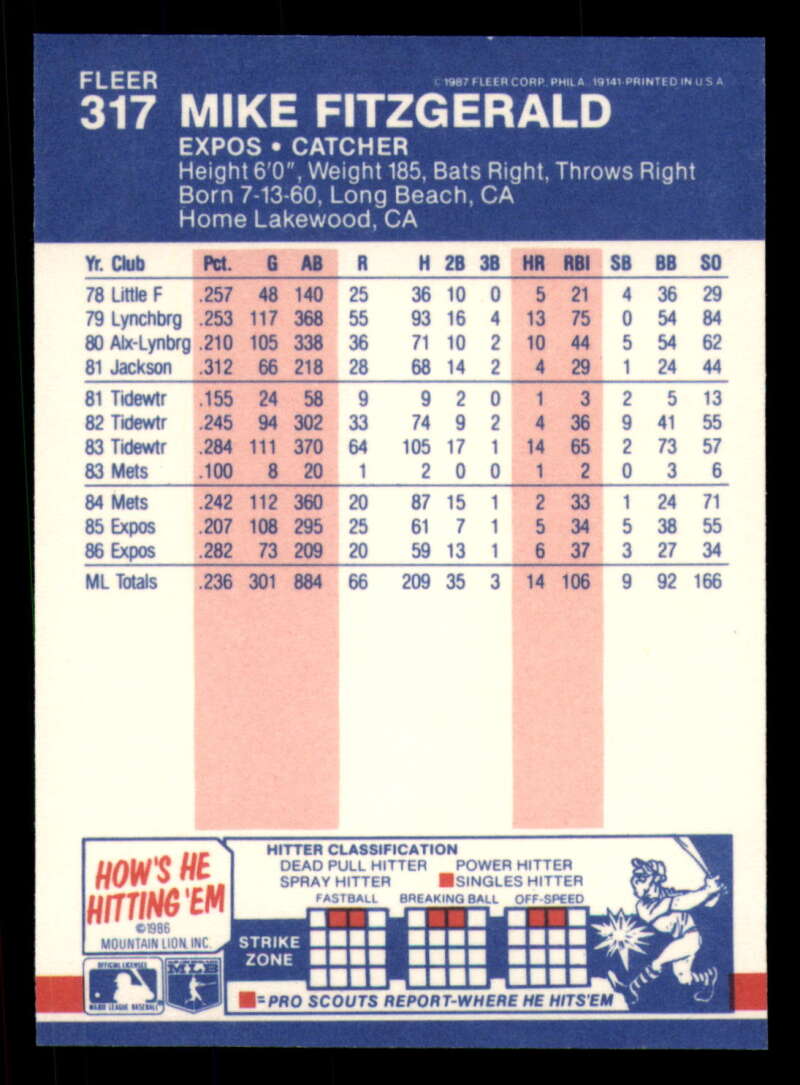 FLEER
©1987 FLEER CORP. PHILA. 19141-PRINTED IN U S A
317 MIKE FITZGERALD
EXPOS • CATCHER
Height 6'0", Weight 185, Bats Right, Throws Right
Born 7-13-60, Long Beach, CA
Home Lakewood, CA
Yr. Club Pct. G AB R H 2B 3B HR RBI SB BB SO
78 Little F .257 48 140 25 36 10 0 5 21 4 36 29
79 Lynchbrg .253 117 368 55 93 16 4 13 75 0 54 84
80 Alx-Lynbrg .210 105 338 36 71 10 2 10 44 5 54 62
81 Jackson .312 66 218 28 68 14 2 4 29 1 24 44
81 Tidewtr .155 24 58 9 9 2 0 1 3 2 5 13
82 Tidewtr .245 94 302 33 74 9 2 4 36 9 41 55
83 Tidewtr .284 111 370 64 105 17 1 14 65 2 73 57
83 Mets .100 8 20 1 2 0 0 1 2 0 3 6
84 Mets .242 112 360 20 87 15 1 2 33 1 24 71
85 Expos .207 108 295 25 61 7 1 5 34 5 38 55
86 Expos .282 73 209 20 59 13 1 6 37 3 27 34
ML Totals .236 301 884 66 209 35 3 14 106 9 92 166
HOW'S HE
HITTING 'EM
©1986
MOUNTAIN LION, INC.
OFFICIAL LICENSEE
MAJOR LEAGUE BASEBALL
MLB
HITTER CLASSIFICATION
DEAD PULL HITTER POWER HITTER
SPRAY HITTER SINGLES HITTER
FASTBALL BREAKING BALL OFF-SPEED
STRIKE
ZONE
=PRO SCOUTS REPORT-WHERE HE HITS'EM